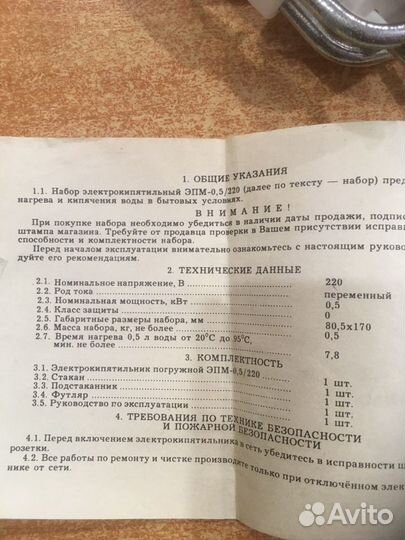 1. ОБЩИЕ УКАЗАНИЯ
1.1. Набор электрокипятильный ЭПМ-0,5/220 (далее по тексту — набор) пред
нагрева и кипячения воды в бытовых условиях.
ВНИМАНИЕ!
При покупке набора необходимо убедиться в наличии даты продажи, подпис
штампа магазина. Требуйте от продавца проверки в Вашем присутствии исправ
способности и комплектности набора.
Перед началом эксплуатации внимательно ознакомьтесь с настоящим руково
дуйте его рекомендациям.
2. ТЕХНИЧЕСКИЕ ДАННЫЕ
2.1. Номинальное напряжение, В 220
2.2. Род тока переменный
2.3. Номинальная мощность, кВт 0,5
2.4. Класс защиты 0
2.5. Габаритные размеры набора, мм 80,5х170
2.6. Масса набора, кг, не более 0,5
2.7. Время нагрева 0,5 л воды от 20°С до 95°С,
мин. не более 7,8
3. КОМПЛЕКТНОСТЬ
3.1. Электрокипятильник погружной ЭПМ-0,5/220 1 шт.
3.2. Стакан 1 шт.
3.3. Подстаканник 1 шт.
3.4. Футляр 1 шт.
3.5. Руководство по эксплуатации 1 шт.
4. ТРЕБОВАНИЯ ПО ТЕХНИКЕ БЕЗОПАСНОСТИ
И ПОЖАРНОЙ БЕЗОПАСНОСТИ
4.1. Перед включением электрокипятильника в сеть убедитесь в исправности ш
розетки.
4.2. Все работы по ремонту и чистке производите только при отключённом элек
нике от сети.
Avito